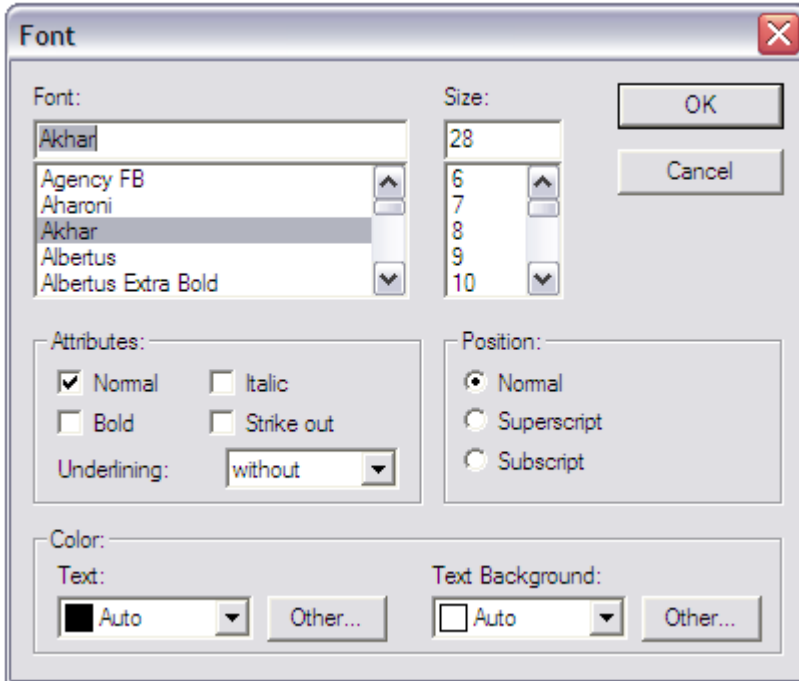 Font
Font:
Size:
OK
Akhar
28
Cancel
Agency FB
Aharoni
Akhar
Albertus
Albertus Extra Bold
6
7
8
9
10
Attributes:
Normal
Italic
Bold
Strike out
Underlining:
without
Position:
Normal
Superscript
Subscript
Color:
Text:
Text Background:
Auto
Other...
Auto
Other...